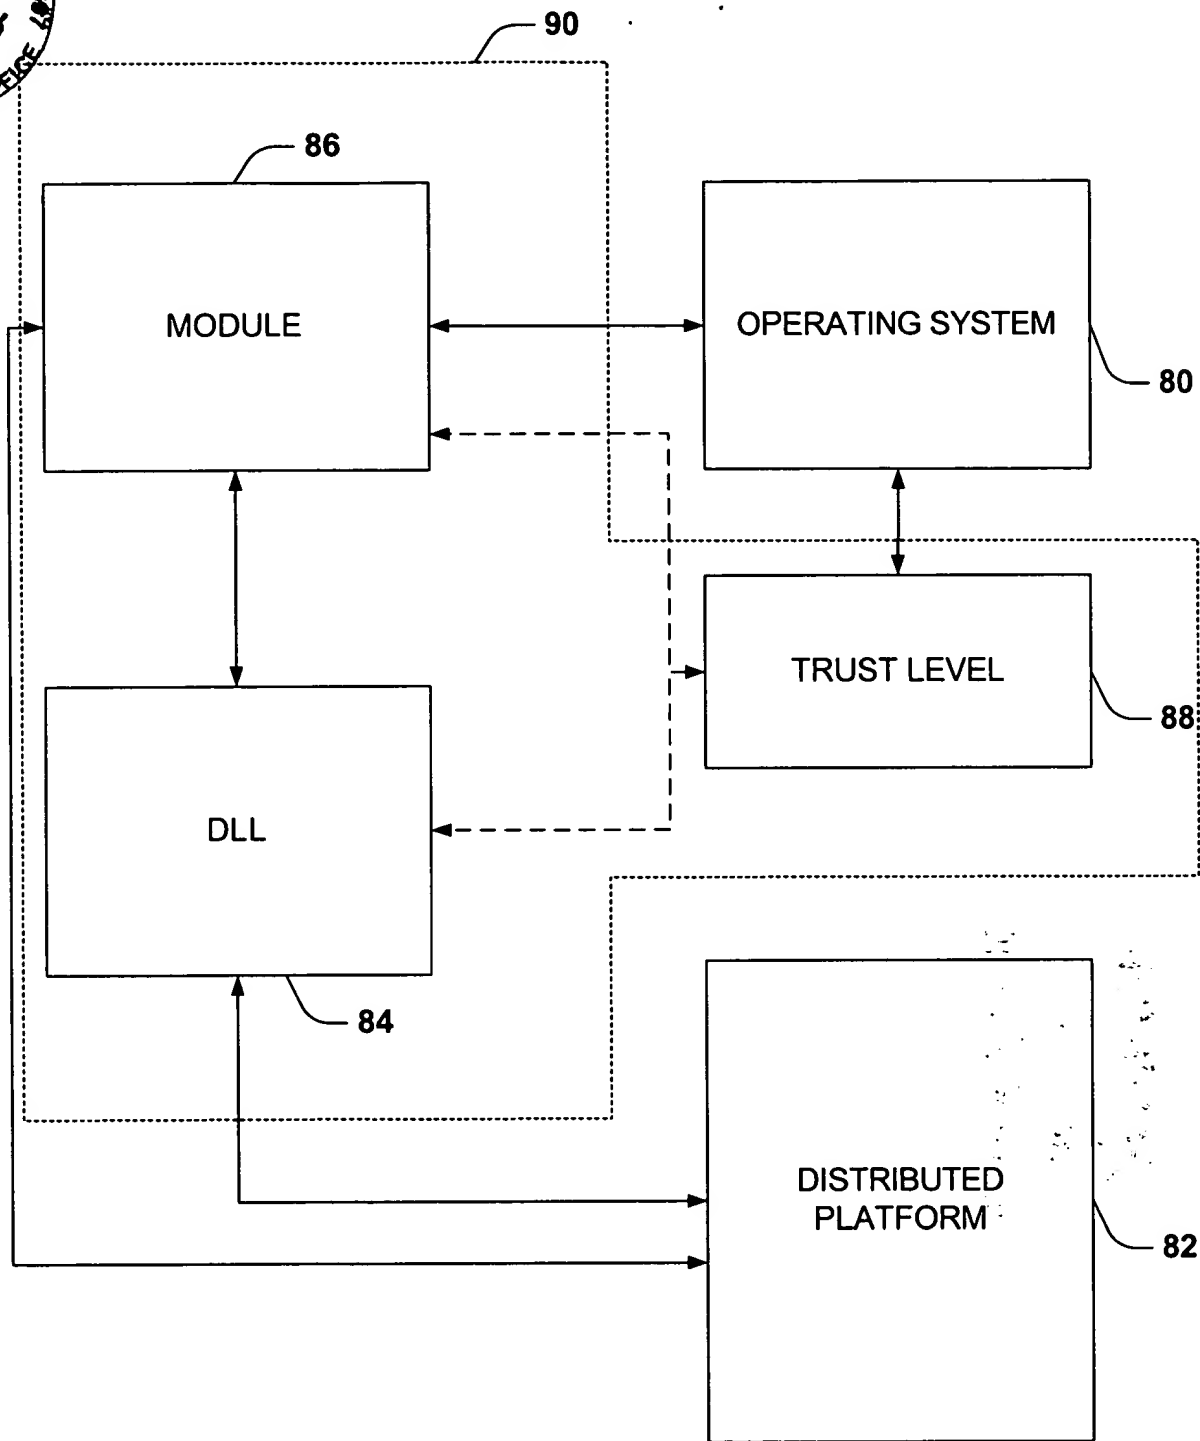 90
86
MODULE
OPERATING SYSTEM
80
TRUST LEVEL
88
DLL
84
DISTRIBUTED
PLATFORM
82